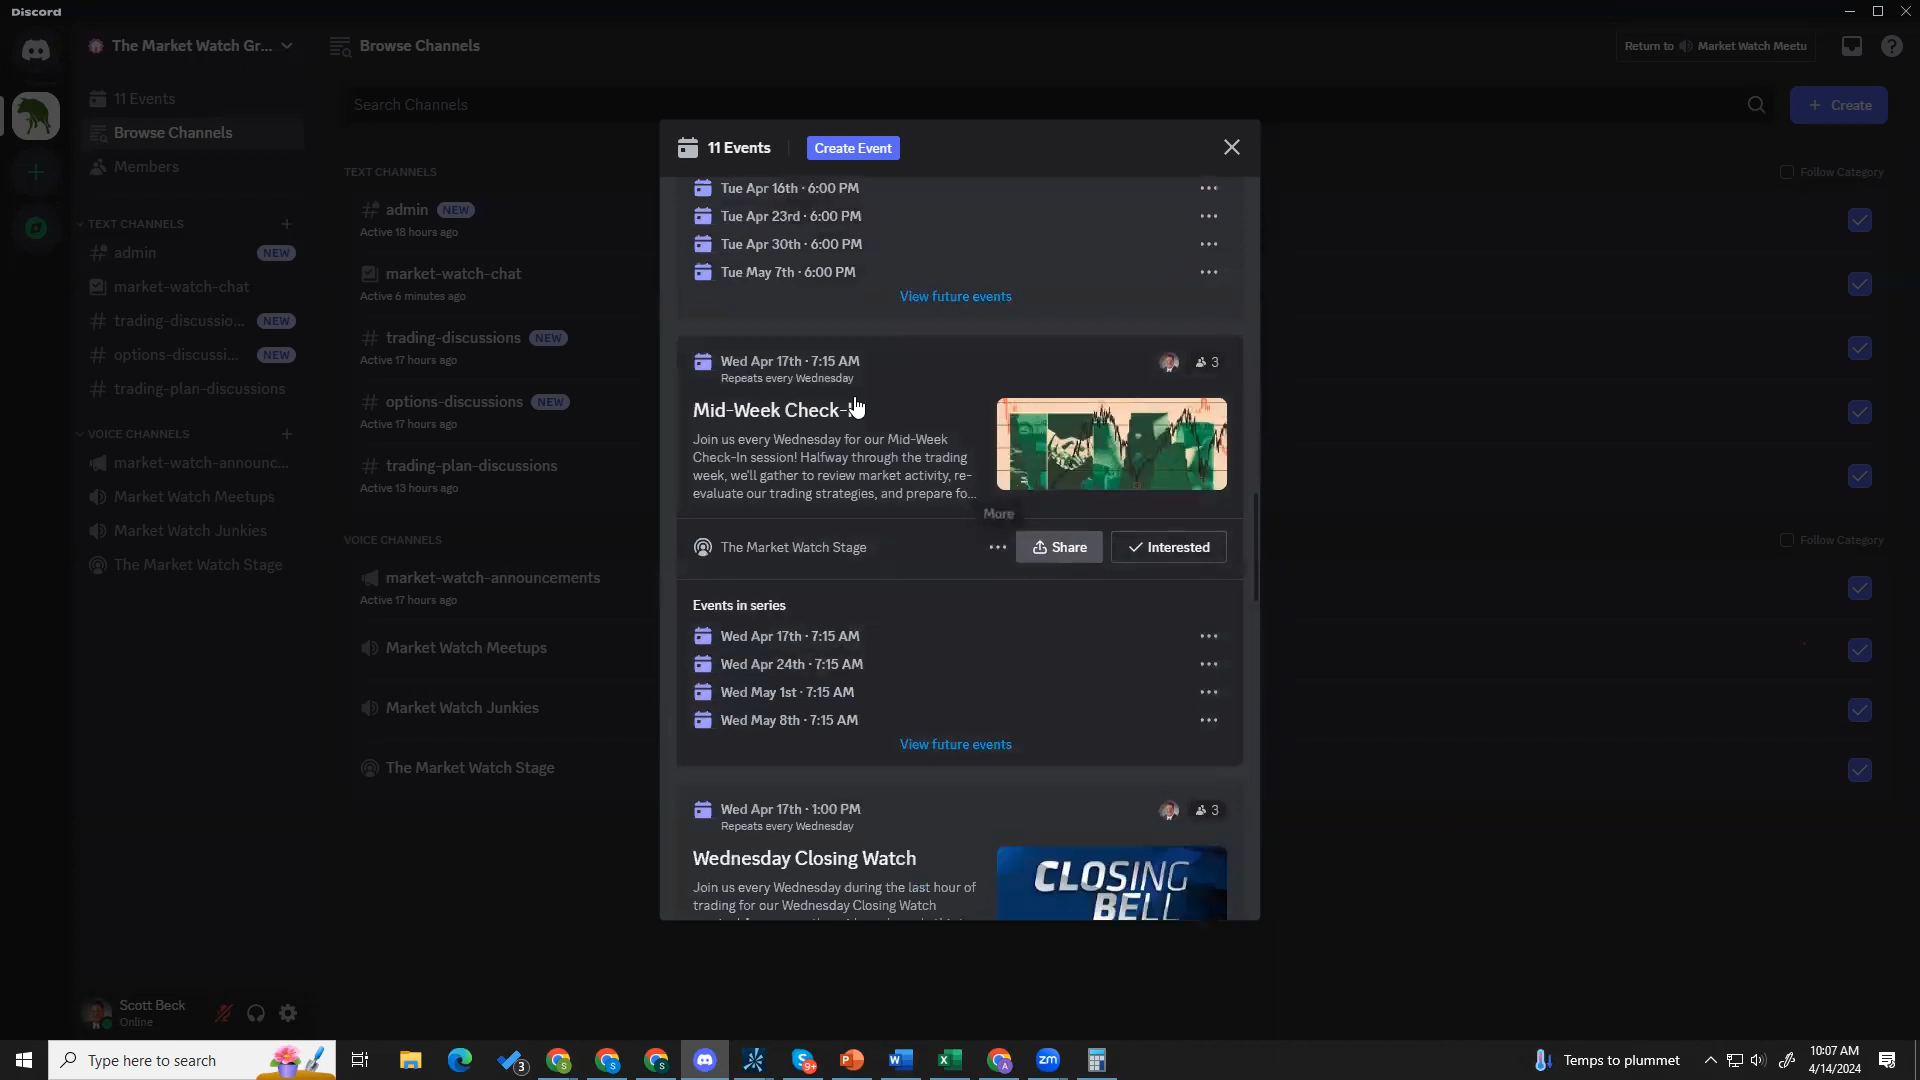 Discord
The Market Watch Gr...
Browse Channels
Return to Market Watch Meetu
11 Events
Browse Channels
Members
Search Channels
+ Create
TEXT CHANNELS
admin NEW
market-watch-chat
trading-discussio... NEW
options-discussi... NEW
trading-plan-discussions
VOICE CHANNELS
market-watch-announc...
Market Watch Meetups
Market Watch Junkies
The Market Watch Stage
Scott Beck
Online
TEXT CHANNELS
Follow Category
admin NEW
Active 18 hours ago
market-watch-chat
Active 6 minutes ago
trading-discussions NEW
Active 17 hours ago
options-discussions NEW
Active 17 hours ago
trading-plan-discussions
Active 13 hours ago
VOICE CHANNELS
Follow Category
market-watch-announcements
Active 17 hours ago
Market Watch Meetups
Market Watch Junkies
The Market Watch Stage
11 Events
Create Event
Tue Apr 16th · 6:00 PM
Tue Apr 23rd · 6:00 PM
Tue Apr 30th · 6:00 PM
Tue May 7th · 6:00 PM
View future events
Wed Apr 17th · 7:15 AM
3
Repeats every Wednesday
Mid-Week Check-
Join us every Wednesday for our Mid-Week
Check-In session! Halfway through the trading
week, we'll gather to review market activity, re-
evaluate our trading strategies, and prepare fo...
More
The Market Watch Stage
Share
Interested
Events in series
Wed Apr 17th · 7:15 AM
Wed Apr 24th · 7:15 AM
Wed May 1st · 7:15 AM
Wed May 8th · 7:15 AM
View future events
Wed Apr 17th · 1:00 PM
3
Repeats every Wednesday
Wednesday Closing Watch
Join us every Wednesday during the last hour of
trading for our Wednesday Closing Watch
CLOSING
BELL
Type here to search
3
9+
Temps to plummet
10:07 AM
4/14/2024